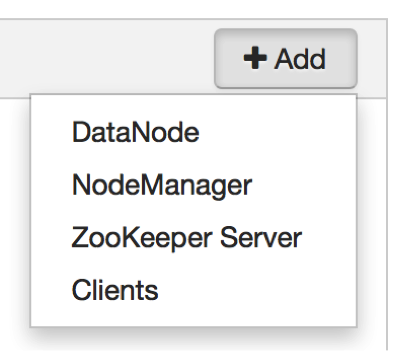 Add
DataNode
NodeManager
ZooKeeper Server
Clients